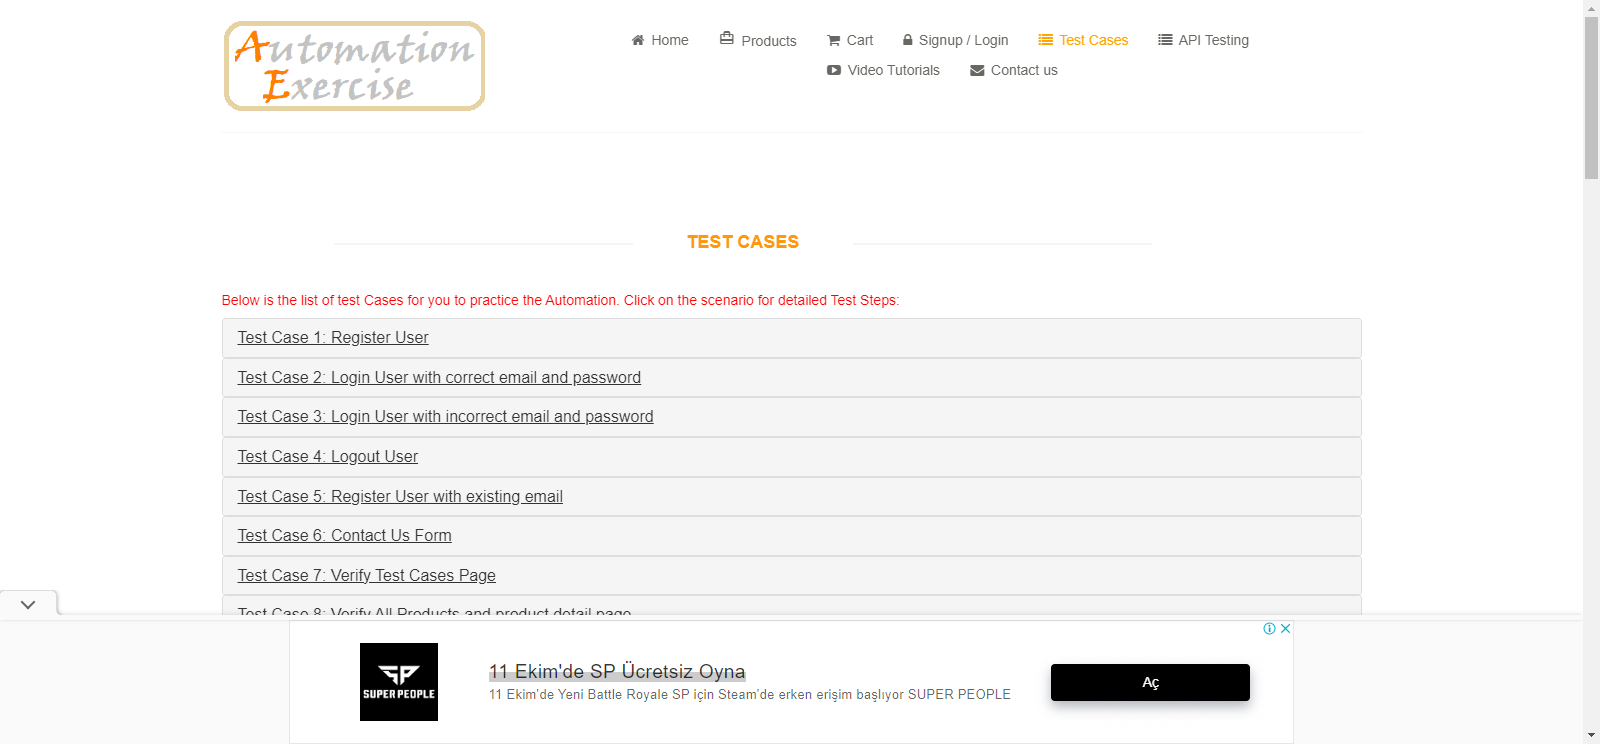 Automation
Exercise
Home
Products
Cart
Signup / Login
Test Cases
API Testing
Video Tutorials
Contact us
TEST CASES
Below is the list of test Cases for you to practice the Automation. Click on the scenario for detailed Test Steps:
Test Case 1: Register User
Test Case 2: Login User with correct email and password
Test Case 3: Login User with incorrect email and password
Test Case 4: Logout User
Test Case 5: Register User with existing email
Test Case 6: Contact Us Form
Test Case 7: Verify Test Cases Page
Test Case 8: Verify All Products and product detail page
SP
SUPER PEOPLE
11 Ekim'de SP Ücretsiz Oyna
11 Ekim'de Yeni Battle Royale SP için Steam'de erken erişim başlıyor SUPER PEOPLE
Aç